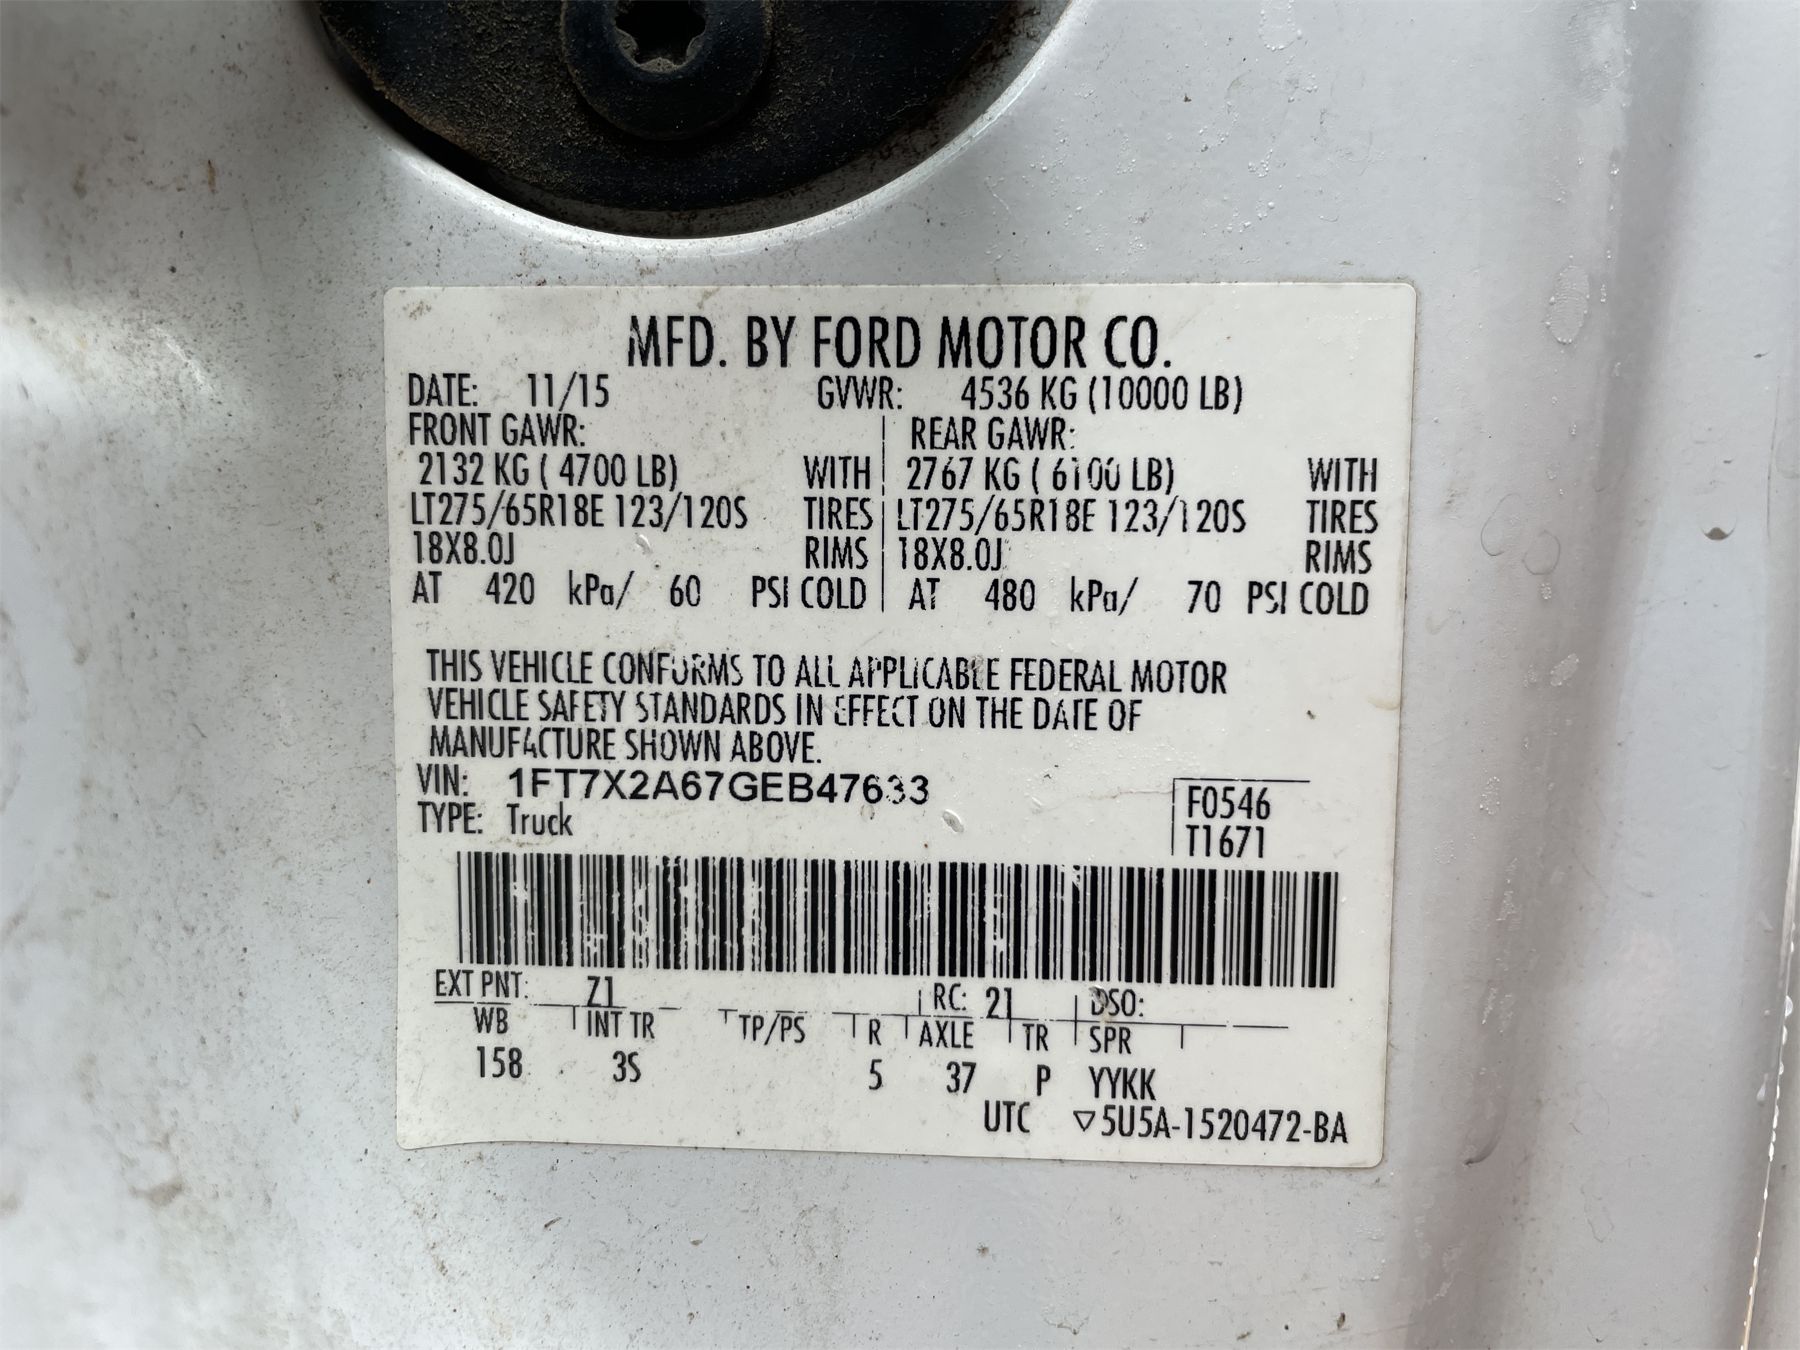 MFD. BY FORD MOTOR CO.
DATE: 11/15 GVWR: 4536 KG (10000 LB)
FRONT GAWR: REAR GAWR:
2132 KG ( 4700 LB) WITH 2767 KG ( 6100 LB) WITH
LT275/65R18E 123/120S TIRES LT275/65R18E 123/120S TIRES
18X8.0J RIMS 18X8.0J RIMS
AT 420 kPa/ 60 PSI COLD AT 480 kPa/ 70 PSI COLD
THIS VEHICLE CONFORMS TO ALL APPLICABLE FEDERAL MOTOR
VEHICLE SAFETY STANDARDS IN EFFECT ON THE DATE OF
MANUFACTURE SHOWN ABOVE.
VIN: 1FT7X2A67GEB47633
TYPE: Truck
F0546
T1671
EXT PNT: Z1 RC: 21 DSO:
WB INT TR TP/PS R AXLE TR SPR
158 3S 5 37 P YYKK
UTC ▽5U5A-1520472-BA